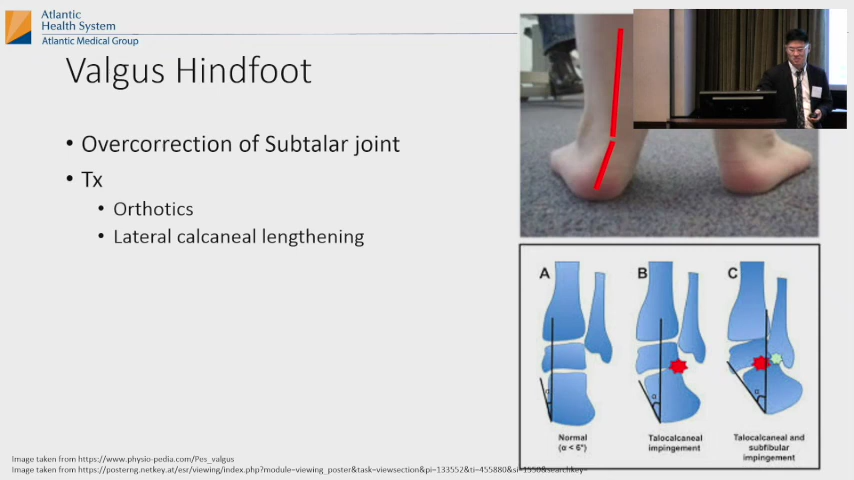 Atlantic
Health System
Atlantic Medical Group
Valgus Hindfoot
• Overcorrection of Subtalar joint
• Tx
• Orthotics
• Lateral calcaneal lengthening
A
B
C
α
α
α
Normal
(α < 6°)
Talocalcaneal
impingement
Talocalcaneal and
subfibular
impingement
Image taken from https://www.physio-pedia.com/Pes_valgus
Image taken from https://posterng.netkey.at/esr/viewing/index.php?module=viewing_poster&task=viewsection&pi=133552&ti=455880&si=1550&searchkey=